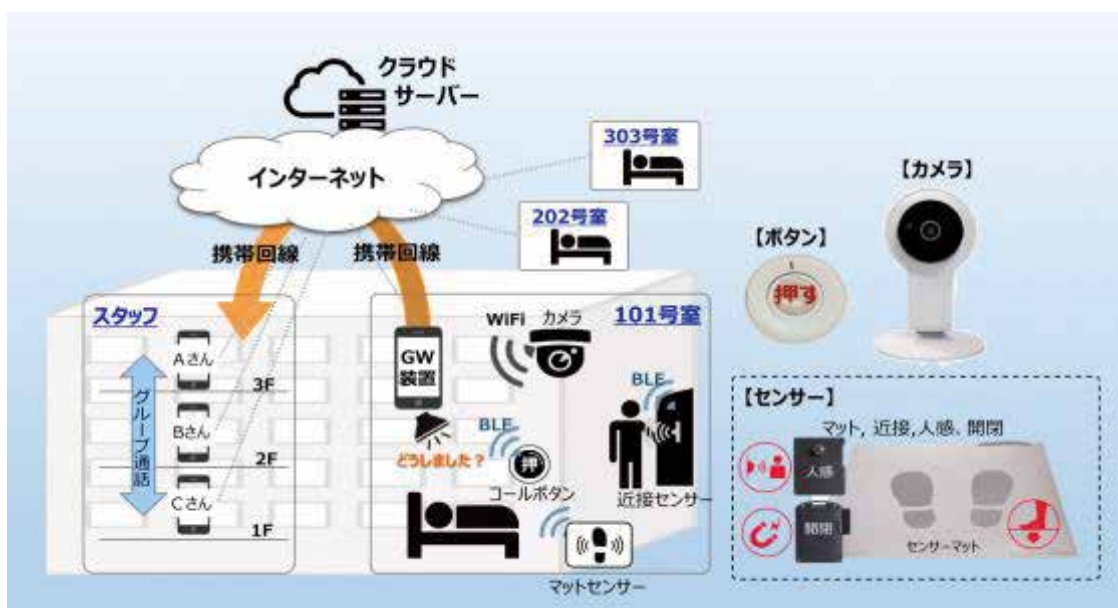 クラウド
サーバー
インターネット
303号室
202号室
携帯回線
携帯回線
スタッフ
Aさん
3F
Bさん
2F
Cさん
1F
グループ通話
101号室
WiFi カメラ
GW
装置
BLE
BLE
どうしました？
押
コールボタン
近接センサー
マットセンサー
【カメラ】
【ボタン】
押す
【センサー】
マット, 近接,人感、開閉
人感
開閉
センサーマット